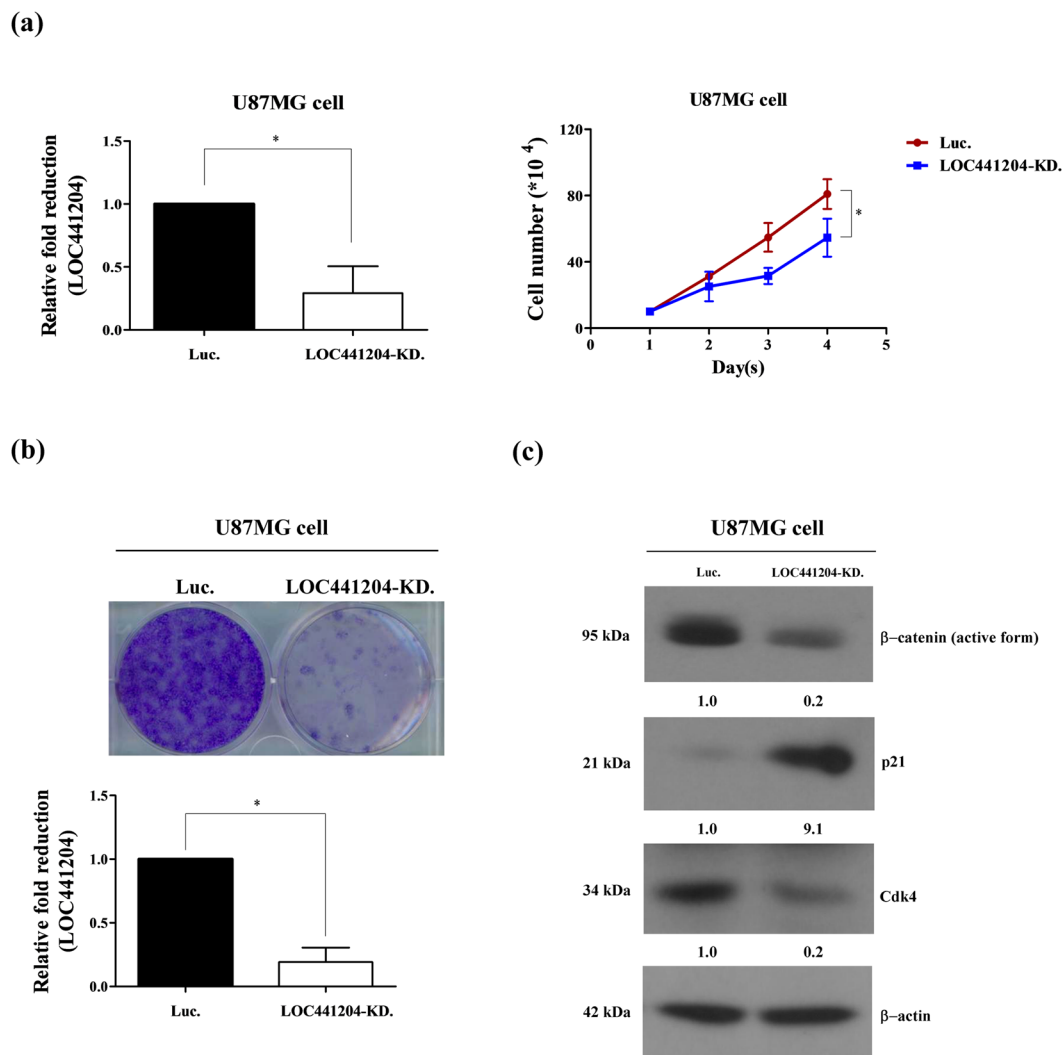 (a)
U87MG cell
Relative fold reduction
(LOC441204)
1.5
1.0
0.5
0.0
*
Luc.
LOC441204-KD.
U87MG cell
Cell number (*10 4)
120
80
40
0
*
0
1
2
3
4
5
Day(s)
Luc.
LOC441204-KD.
(b)
U87MG cell
Luc.
LOC441204-KD.
Relative fold reduction
(LOC441204)
1.5
1.0
0.5
0.0
*
Luc.
LOC441204-KD.
(c)
U87MG cell
Luc.
LOC441204-KD.
95 kDa
β−catenin (active form)
1.0
0.2
21 kDa
p21
1.0
9.1
34 kDa
Cdk4
1.0
0.2
42 kDa
β−actin